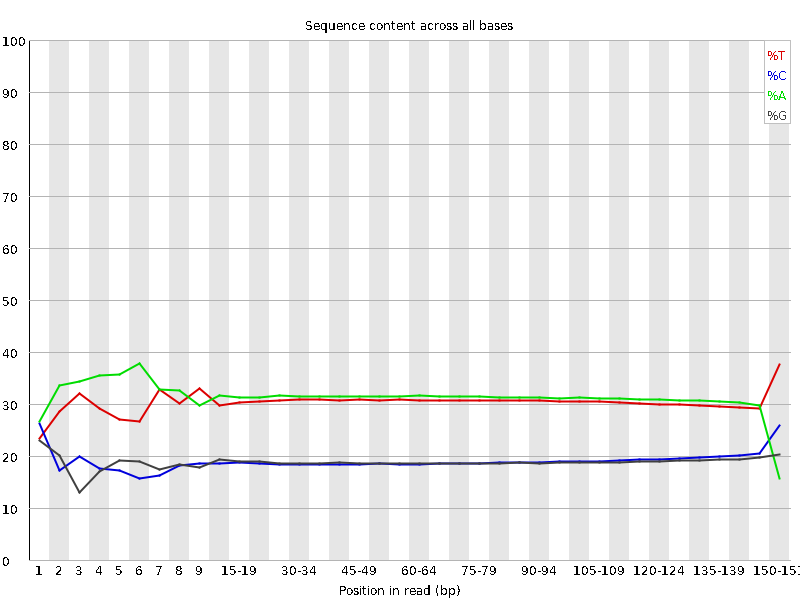 Sequence content across all bases
100
%T
%C
%A
%G
90
80
70
60
50
40
30
20
10
0
1 2 3 4 5 6 7 8 9 15-19 30-34 45-49 60-64 75-79 90-94 105-109 120-124 135-139 150-151
Position in read (bp)